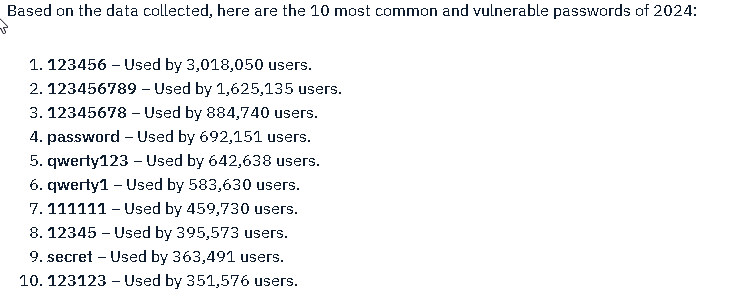 Based on the data collected, here are the 10 most common and vulnerable passwords of 2024:
1. 123456 – Used by 3,018,050 users.
2. 123456789 – Used by 1,625,135 users.
3. 12345678 – Used by 884,740 users.
4. password – Used by 692,151 users.
5. qwerty123 – Used by 642,638 users.
6. qwerty1 – Used by 583,630 users.
7. 111111 – Used by 459,730 users.
8. 12345 – Used by 395,573 users.
9. secret – Used by 363,491 users.
10. 123123 – Used by 351,576 users.